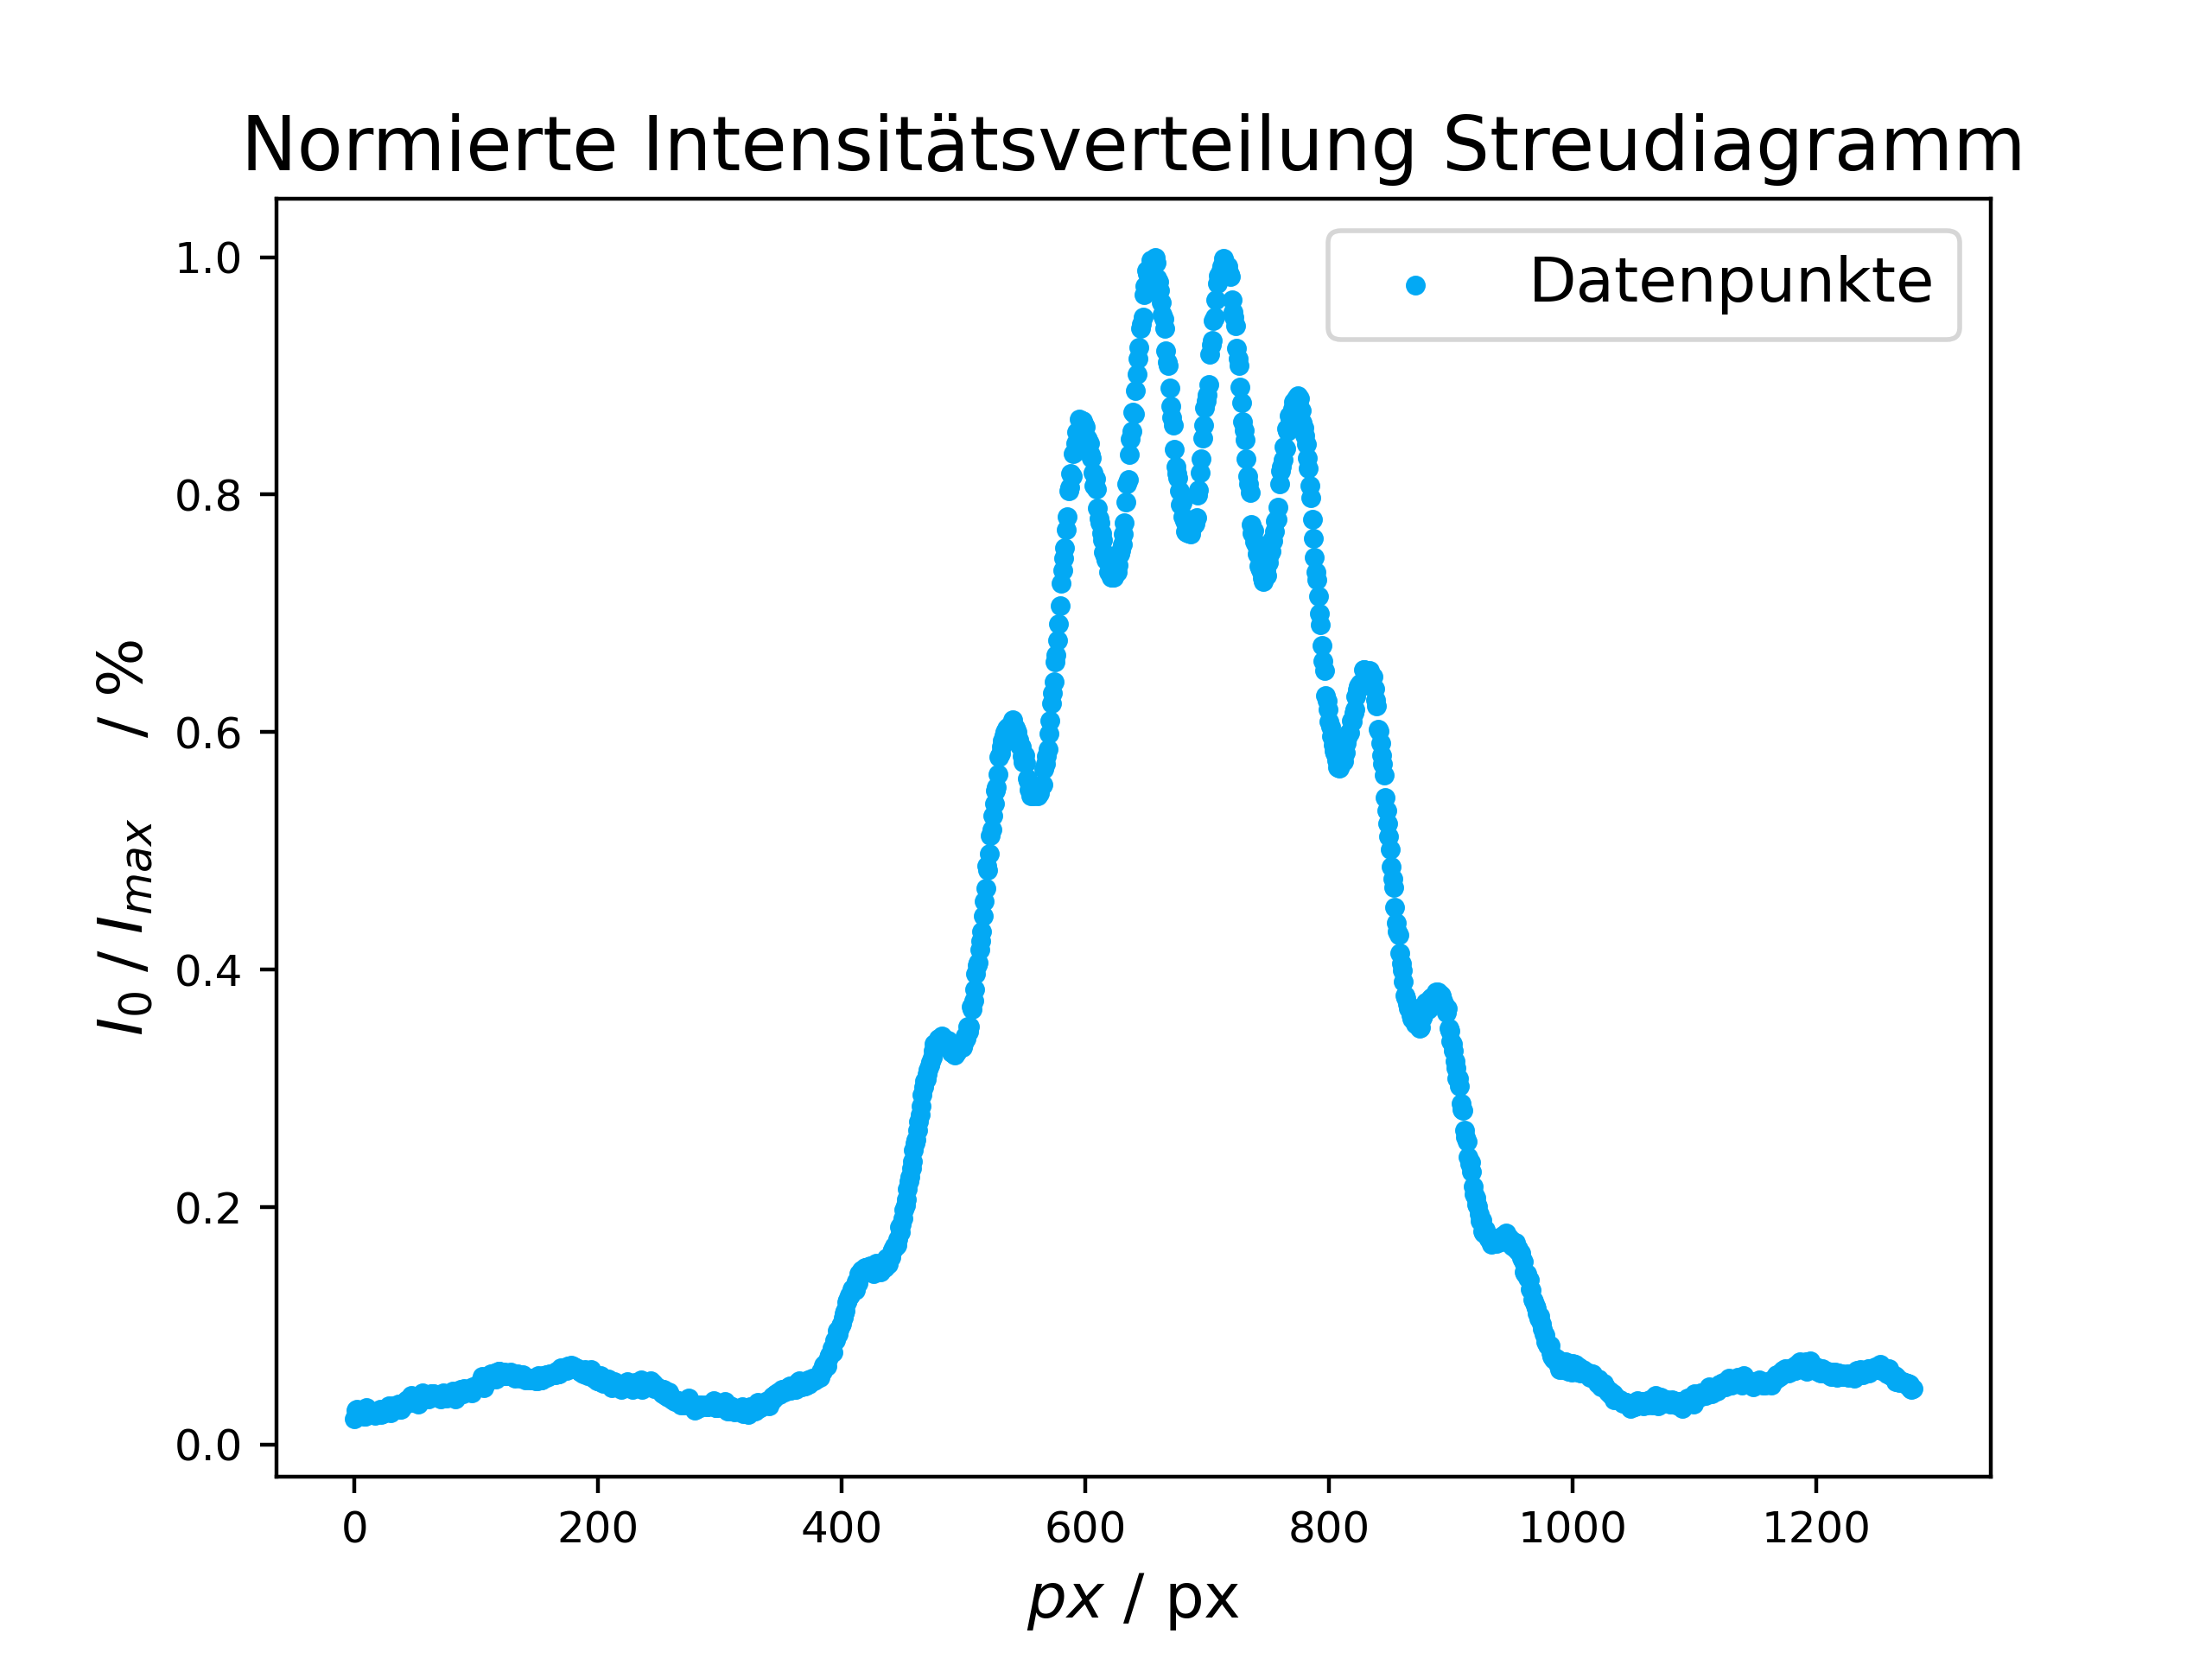 Normierte Intensitätsverteilung Streudiagramm
Datenpunkte
1.0
0.8
0.6
0.4
0.2
0.0
I0 / Imax / %
0 200 400 600 800 1000 1200
px / px